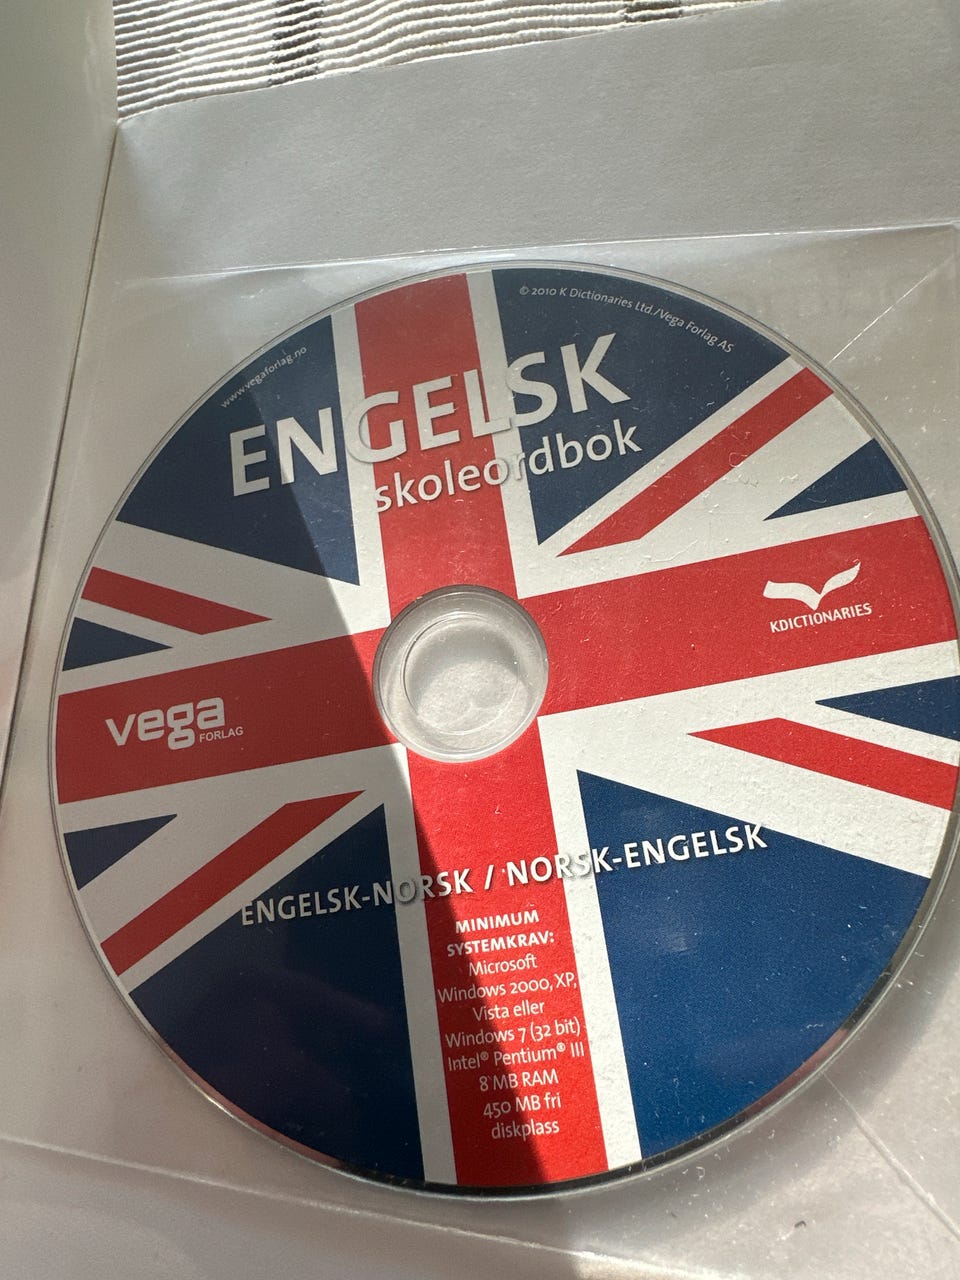 © 2010 K Dictionaries Ltd./Vega Forlag AS
www.vegaforlag.no
ENGELSK
skoleordbok
KDICTIONARIES
vega
FORLAG
ENGELSK-NORSK / NORSK-ENGELSK
MINIMUM
SYSTEMKRAV:
Microsoft
Windows 2000, XP,
Vista eller
Windows 7 (32 bit)
Intel® Pentium® III
8 MB RAM
450 MB fri
diskplass